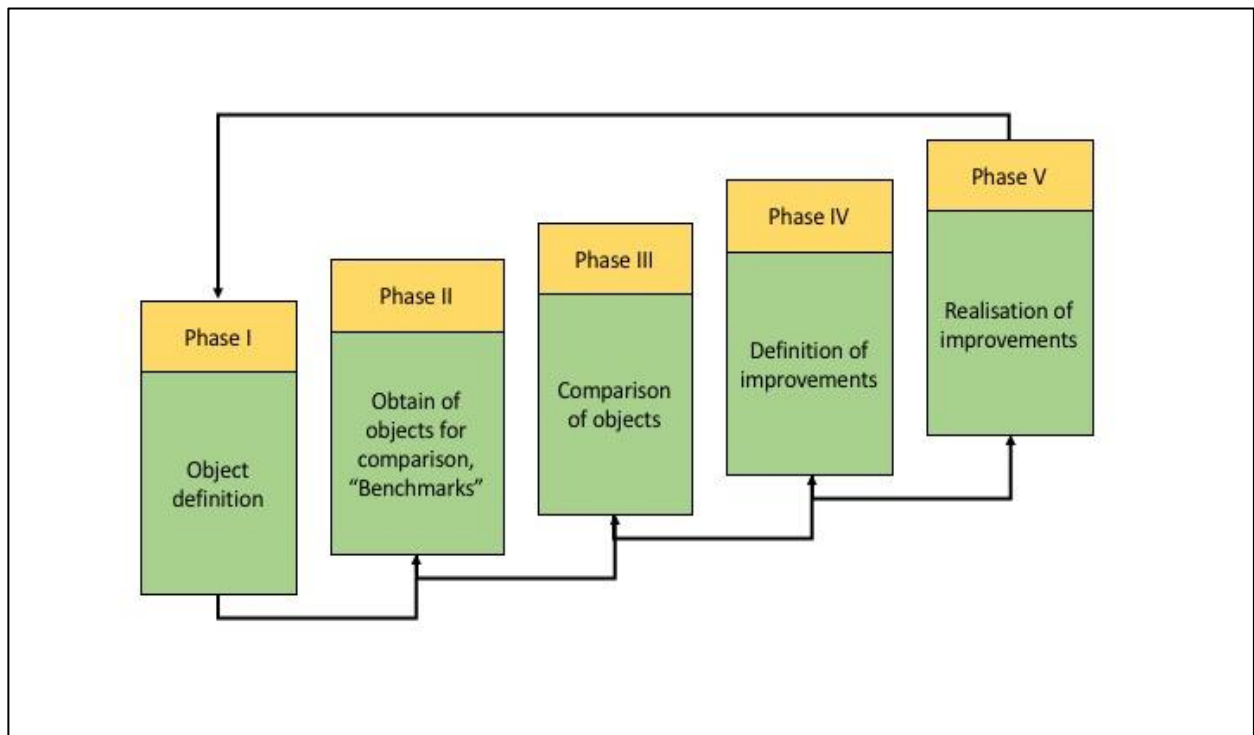 Phase I
Object
definition
Phase II
Obtain of
objects for
comparison,
“Benchmarks”
Phase III
Comparison
of objects
Phase IV
Definition of
improvements
Phase V
Realisation of
improvements